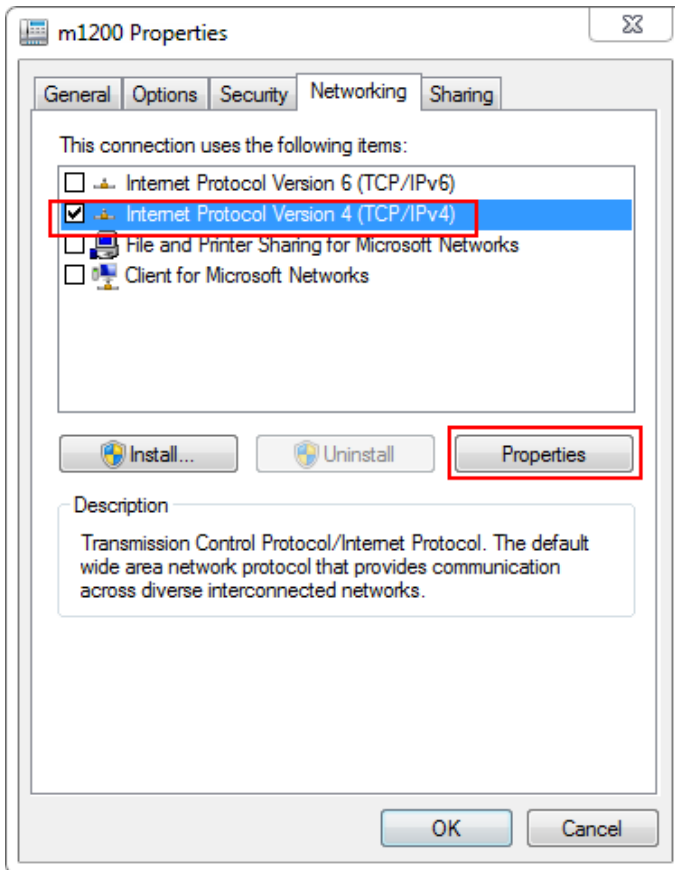 m1200 Properties
General Options Security Networking Sharing
This connection uses the following items:
Internet Protocol Version 6 (TCP/IPv6)
Internet Protocol Version 4 (TCP/IPv4)
File and Printer Sharing for Microsoft Networks
Client for Microsoft Networks
Install... Uninstall Properties
Description
Transmission Control Protocol/Internet Protocol. The default
wide area network protocol that provides communication
across diverse interconnected networks.
OK Cancel